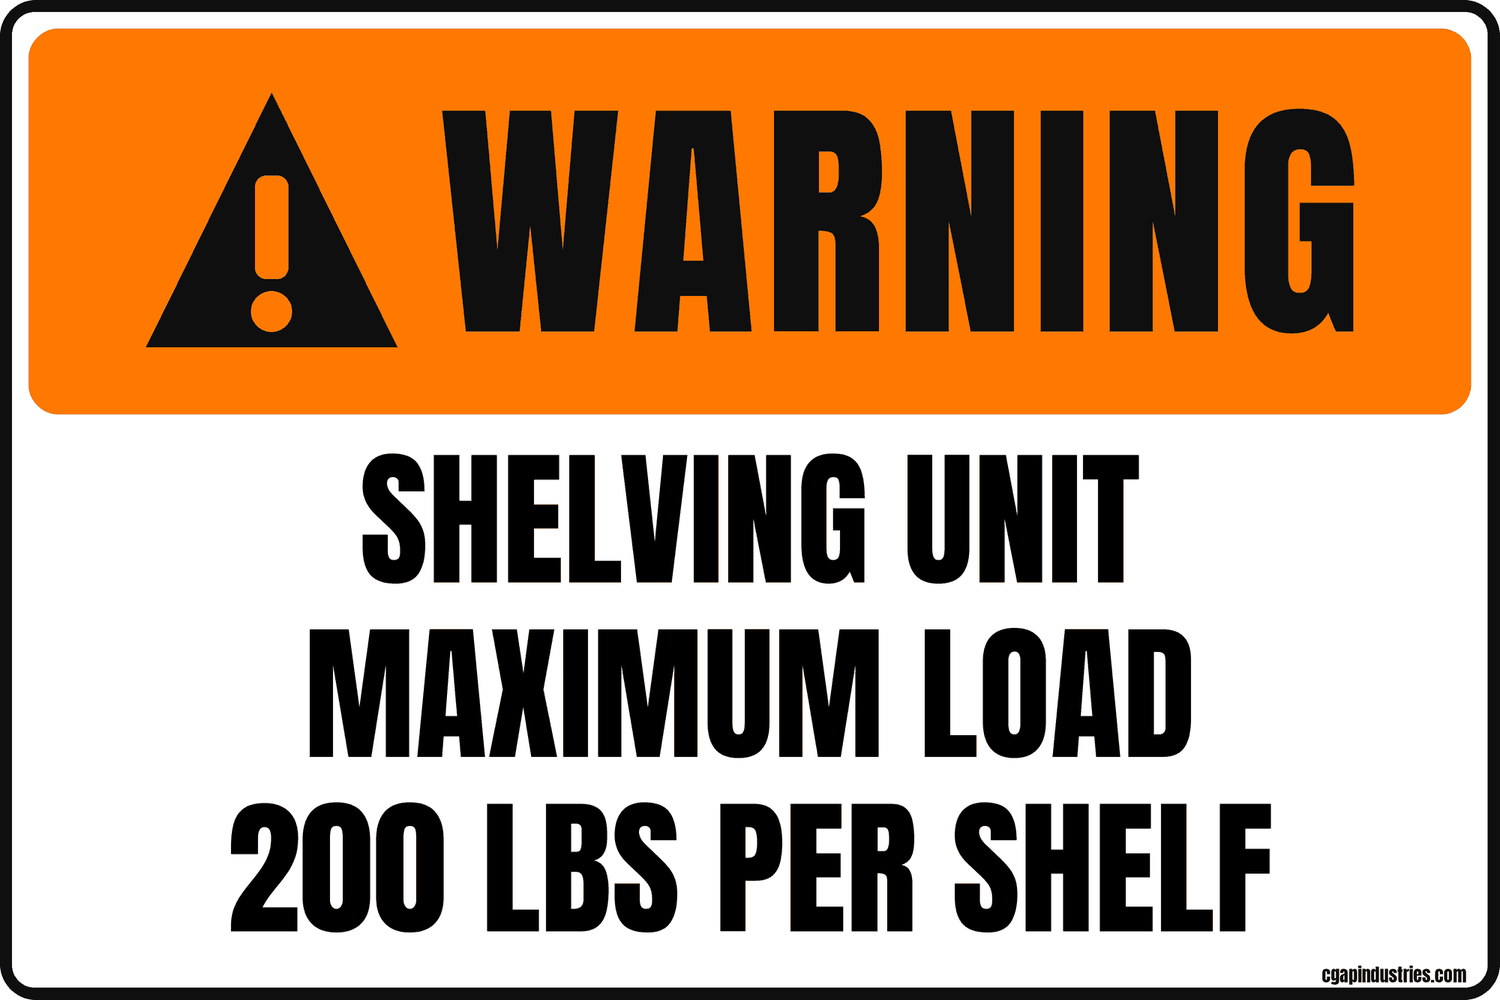 WARNING
SHELVING UNIT
MAXIMUM LOAD
200 LBS PER SHELF
cgapindustries.com